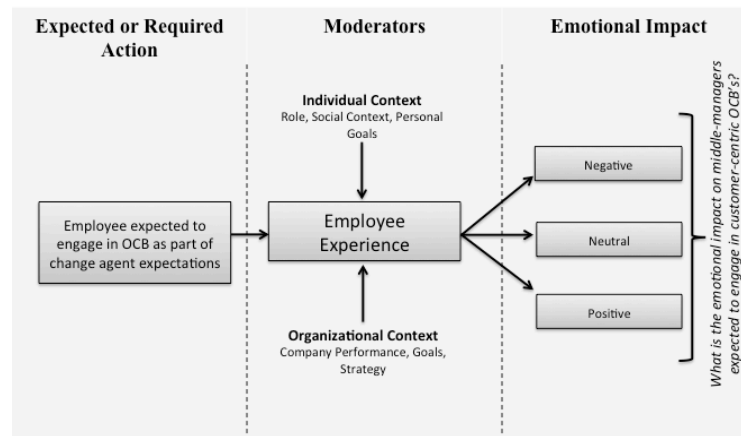 Expected or Required
Action
Moderators
Emotional Impact
Individual Context
Role, Social Context, Personal
Goals
Employee expected to
engage in OCB as part of
change agent expectations
Employee
Experience
Organizational Context
Company Performance, Goals,
Strategy
Negative
Neutral
Positive
What is the emotional impact on middle-managers
expected to engage in customer-centric OCB's?